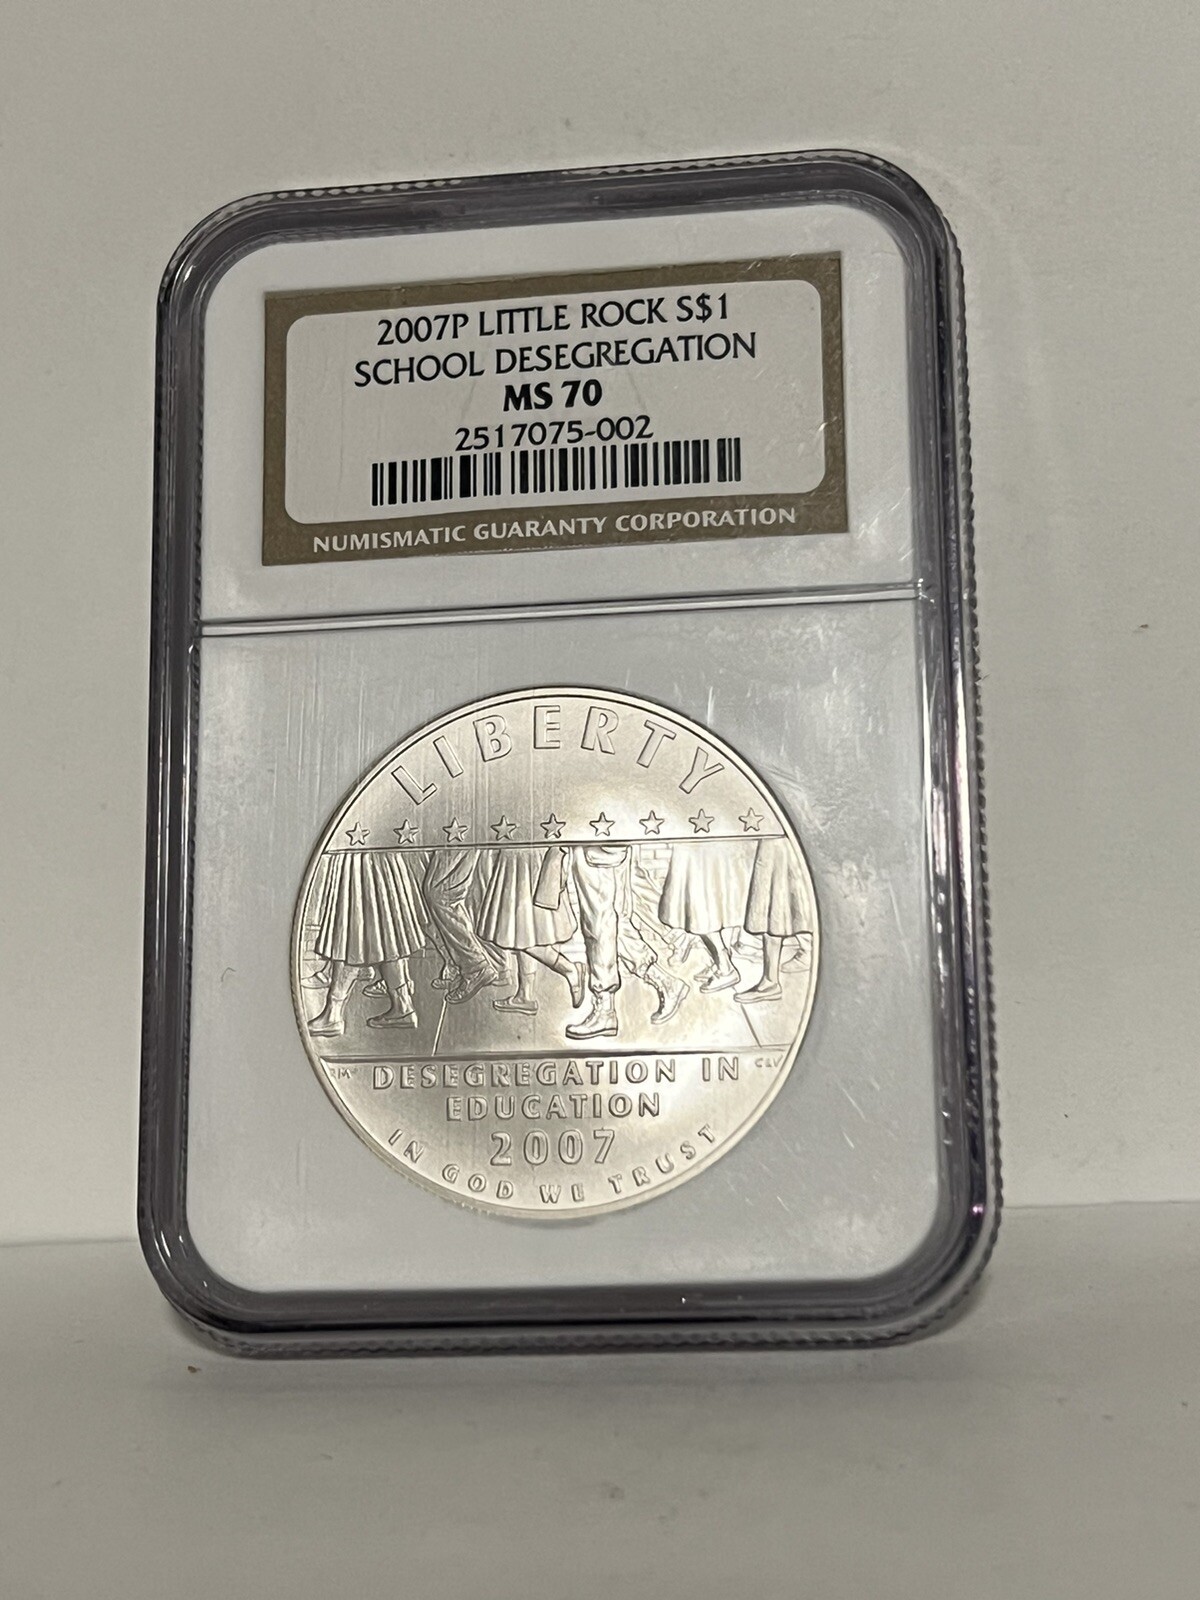 2007P LITTLE ROCK S$1
SCHOOL DESEGREGATION
MS 70
2517075-002
NUMISMATIC GUARANTY CORPORATION
LIBERTY
DESEGREGATION IN
CLV
EDUCATION
2007
IN GOD WE TRUST